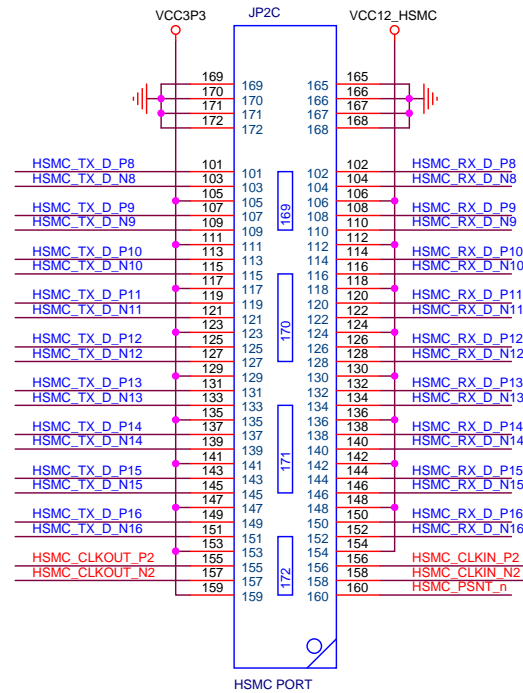 VCC3P3 JP2C VCC12_HSMC
169 169 165 165
170 170 166 166
171 171 167 167
172 172 168 168
HSMC_TX_D_P8 101 101 102 102 HSMC_RX_D_P8
HSMC_TX_D_N8 103 103 104 104 HSMC_RX_D_N8
105 105 106 106
HSMC_TX_D_P9 107 107 169 108 108 HSMC_RX_D_P9
HSMC_TX_D_N9 109 109 110 110 HSMC_RX_D_N9
111 111 112 112
HSMC_TX_D_P10 113 113 114 114 HSMC_RX_D_P10
HSMC_TX_D_N10 115 115 116 116 HSMC_RX_D_N10
117 117 118 118
HSMC_TX_D_P11 119 119 120 120 HSMC_RX_D_P11
HSMC_TX_D_N11 121 121 122 122 HSMC_RX_D_N11
123 123 170 124 124
HSMC_TX_D_P12 125 125 126 126 HSMC_RX_D_P12
HSMC_TX_D_N12 127 127 128 128 HSMC_RX_D_N12
129 129 130 130
HSMC_TX_D_P13 131 131 132 132 HSMC_RX_D_P13
HSMC_TX_D_N13 133 133 134 134 HSMC_RX_D_N13
135 135 136 136
HSMC_TX_D_P14 137 137 138 138 HSMC_RX_D_P14
HSMC_TX_D_N14 139 139 140 140 HSMC_RX_D_N14
141 141 171 142 142
HSMC_TX_D_P15 143 143 144 144 HSMC_RX_D_P15
HSMC_TX_D_N15 145 145 146 146 HSMC_RX_D_N15
147 147 148 148
HSMC_TX_D_P16 149 149 150 150 HSMC_RX_D_P16
HSMC_TX_D_N16 151 151 152 152 HSMC_RX_D_N16
153 153 154 154
HSMC_CLKOUT_P2 155 155 172 156 156 HSMC_CLKIN_P2
HSMC_CLKOUT_N2 157 157 158 158 HSMC_CLKIN_N2
159 159 160 160 HSMC_PSNT_n
HSMC PORT